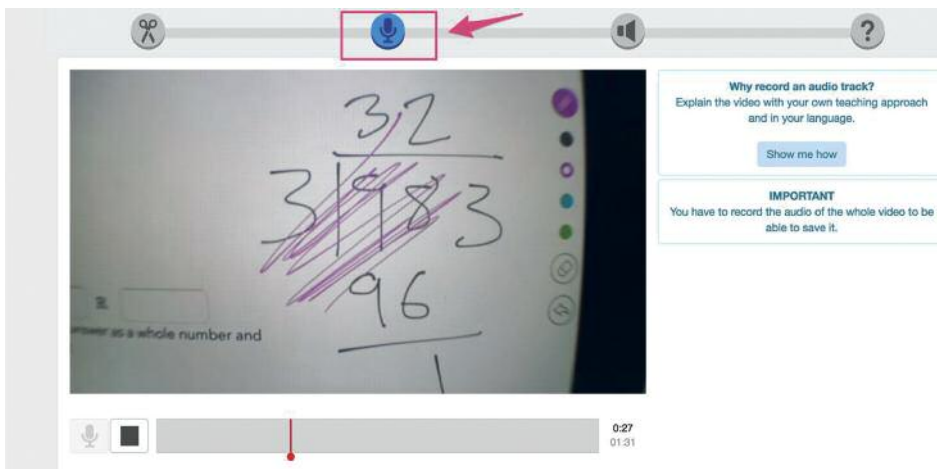 ?
Why record an audio track?
Explain the video with your own teaching approach
and in your language.
Show me how
IMPORTANT
You have to record the audio of the whole video to be
able to save it.
32
3 983
96
1
=
answer as a whole number and
0:27
01:31